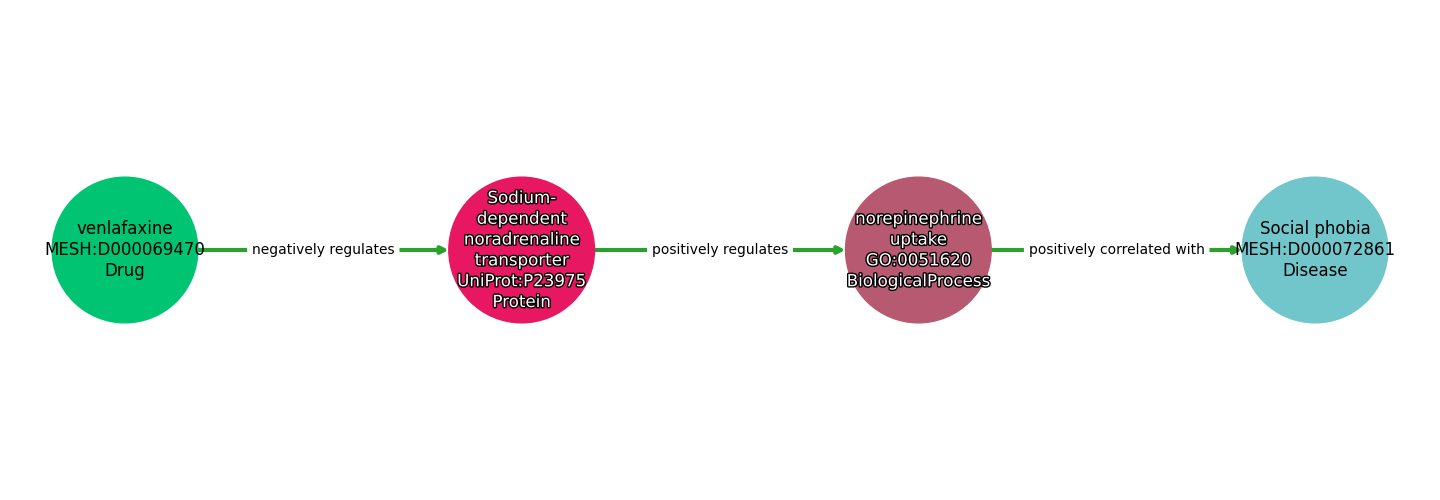 venlafaxine
MESH:D000069470
Drug
negatively regulates
Sodium-
dependent
noradrenaline
transporter
UniProt:P23975
Protein
positively regulates
norepinephrine
uptake
GO:0051620
BiologicalProcess
positively correlated with
Social phobia
MESH:D000072861
Disease